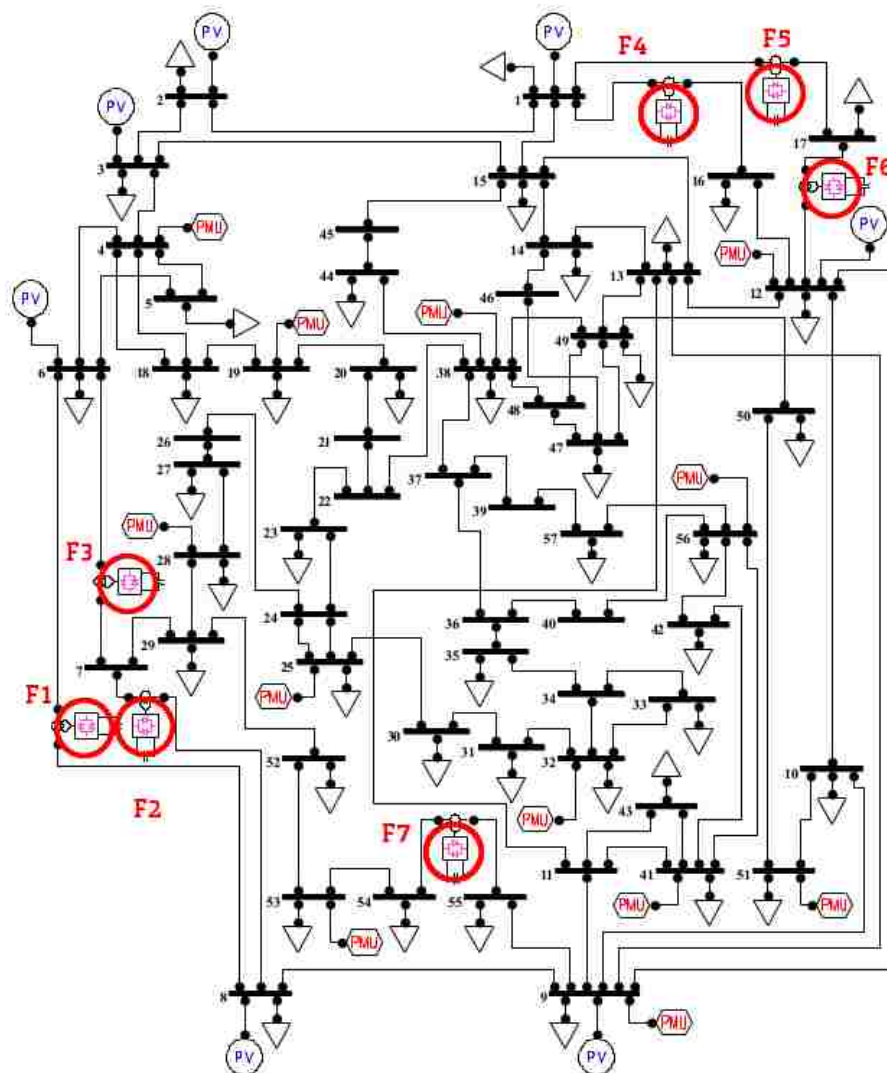 PV
PV
F4
F5
2
1
PV
17
3
F6
15
16
PV
4
PMU
45
14
PMU
44
13
12
PV
5
46
PMU
PMU
49
6
18
19
20
38
48
50
26
21
47
27
37
PMU
22
39
PMU
23
57
56
F3
28
24
36
40
42
29
35
7
25
34
33
F1
PMU
30
31
32
52
10
F2
PMU
43
F7
11
41
51
53
54
55
PMU
PMU
PMU
8
9
PMU
PV
PV